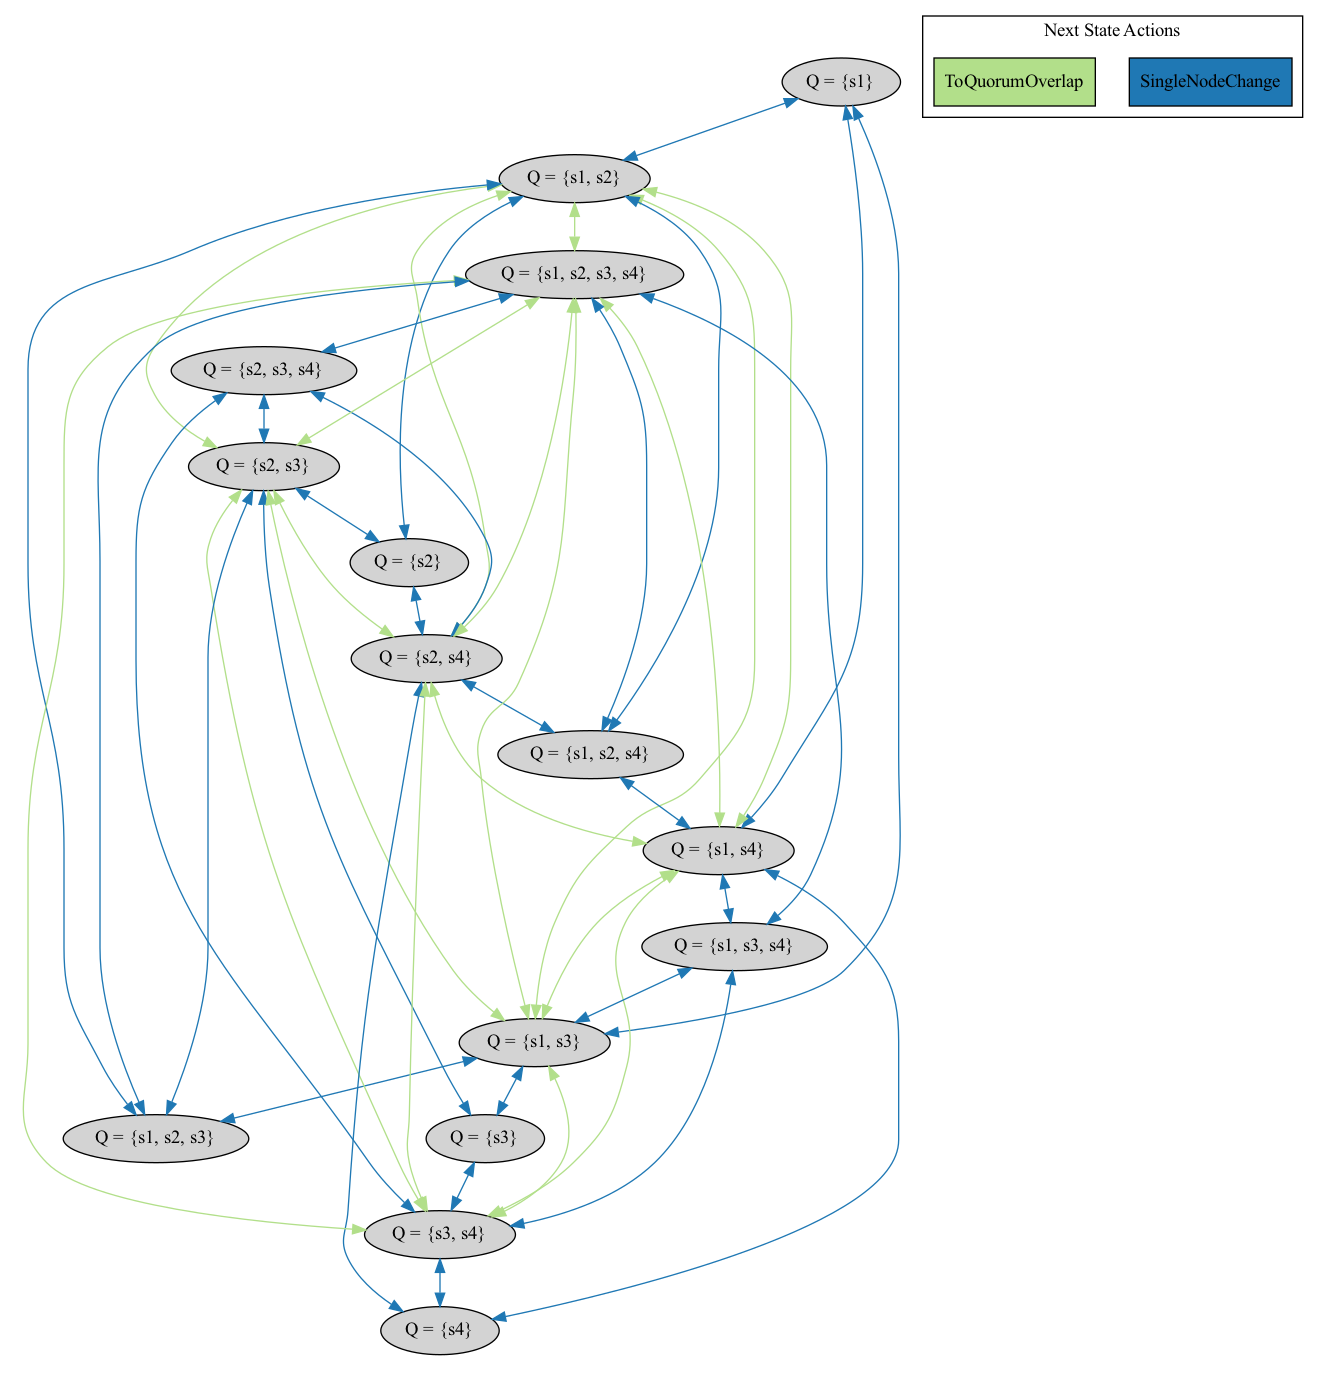 Next State Actions
ToQuorumOverlap
SingleNodeChange
Q = {s1}
Q = {s1, s2}
Q = {s1, s2, s3, s4}
Q = {s2, s3, s4}
Q = {s2, s3}
Q = {s2}
Q = {s2, s4}
Q = {s1, s2, s4}
Q = {s1, s4}
Q = {s1, s3, s4}
Q = {s1, s3}
Q = {s1, s2, s3}
Q = {s3}
Q = {s3, s4}
Q = {s4}